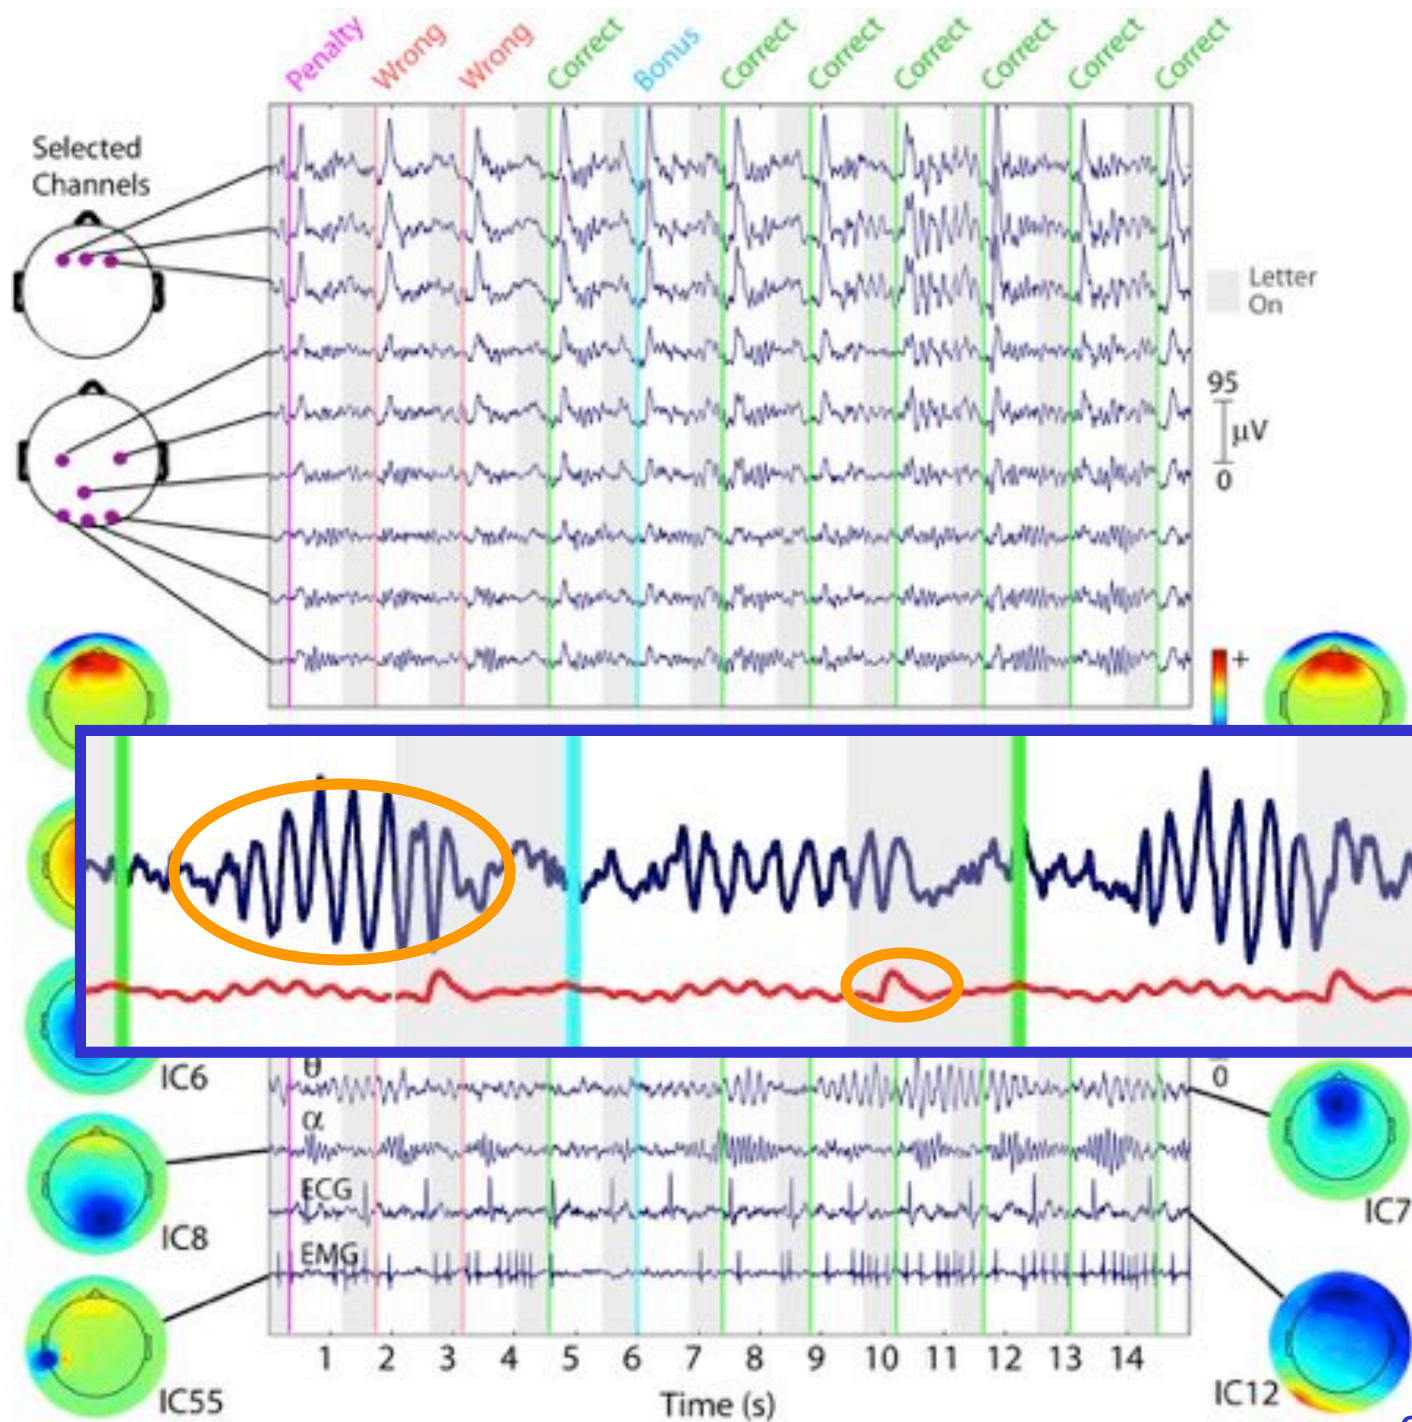 Penalty
Wrong
Wrong
Correct
Bonus
Correct
Correct
Correct
Correct
Correct
Correct
Selected
Channels
Letter
On
95
μV
0
+
IC6
θ
0
α
IC7
ECG
IC8
EMG
IC55
1 2 3 4 5 6 7 8 9 10 11 12 13 14
IC12
Time (s)